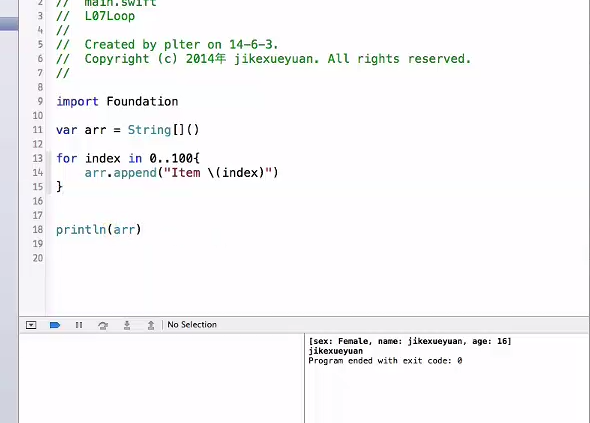 2 // main.swift
3 // L07Loop
4 //
5 // Created by plter on 14-6-3.
6 // Copyright (c) 2014年 jikexueyuan. All rights reserved.
7 //
8
9 import Foundation
10
11 var arr = String[]()
12
13 for index in 0..100{
14 arr.append("Item \(index)")
15 }
16
17
18 println(arr)
19
20
No Selection
[sex: Female, name: jikexueyuan, age: 16]
jikexueyuan
Program ended with exit code: 0